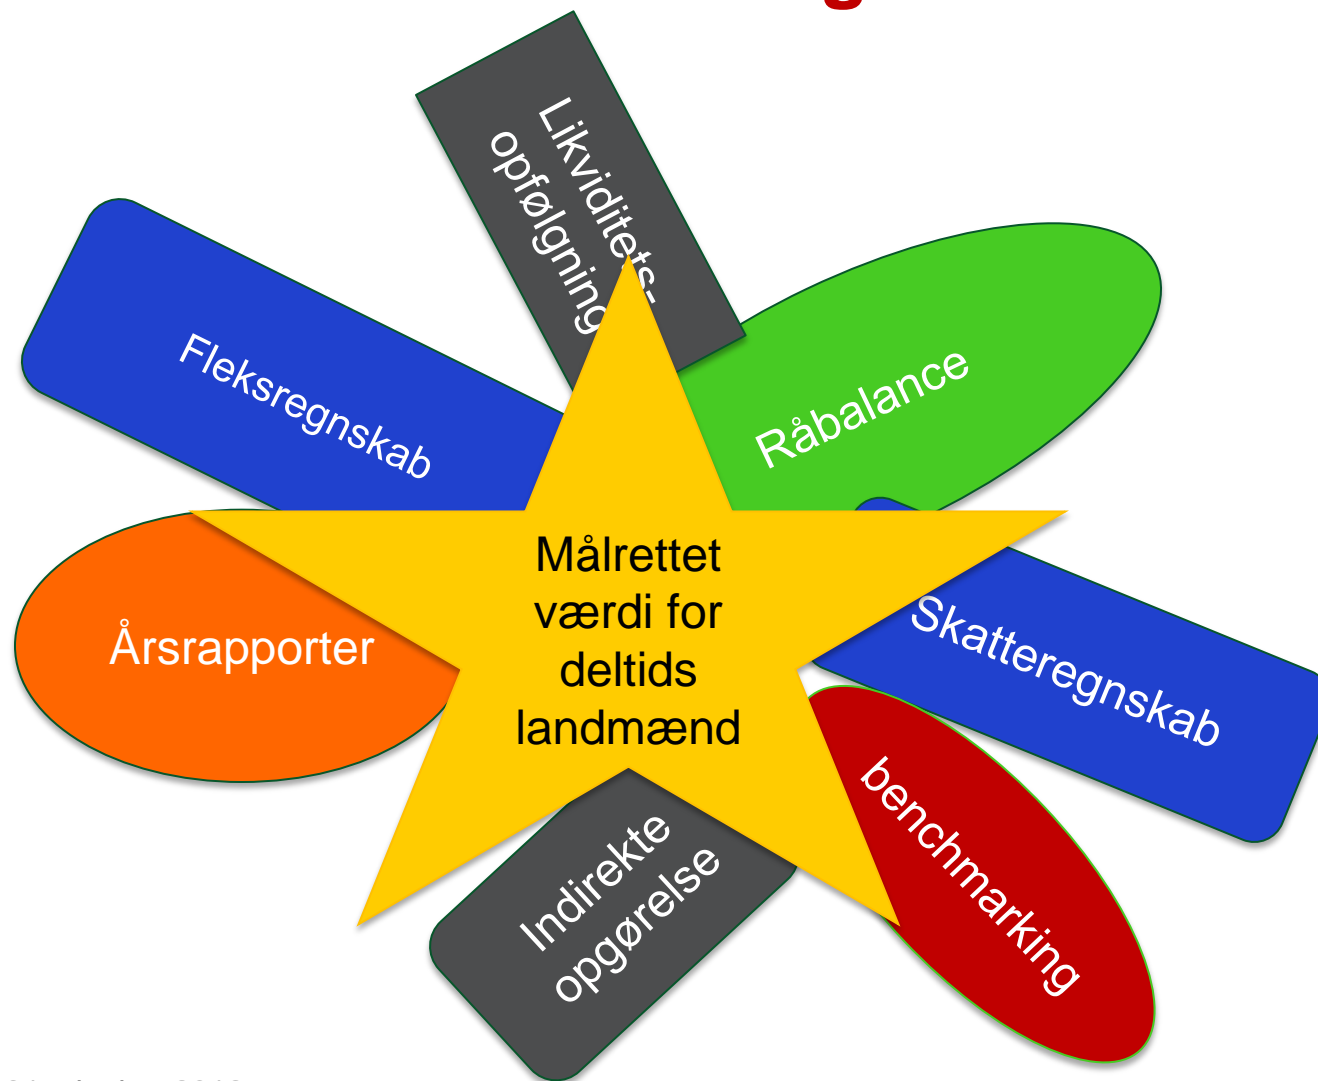 Likviditets-
opfølgning
Fleksregnskab
Råbalance
Målrettet
værdi for
deltids
landmænd
Årsrapporter
Skatteregnskab
benchmarking
Indirekte
opgørelse